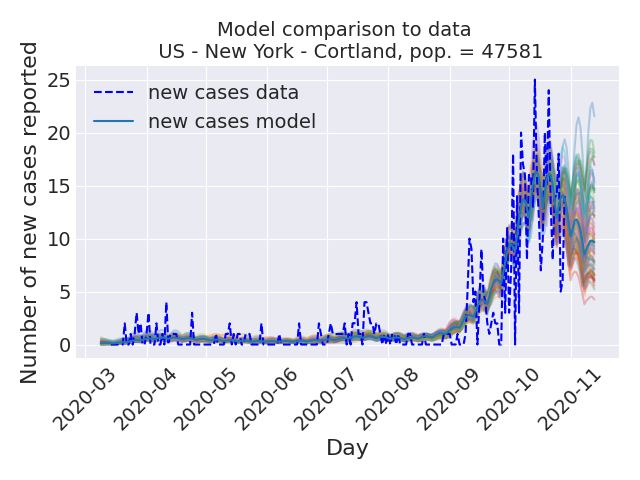 Model comparison to data
US - New York - Cortland, pop. = 47581
Number of new cases reported
25
20
15
10
5
0
new cases data
new cases model
2020-03
2020-04
2020-05
2020-06
2020-07
2020-08
2020-09
2020-10
2020-11
Day